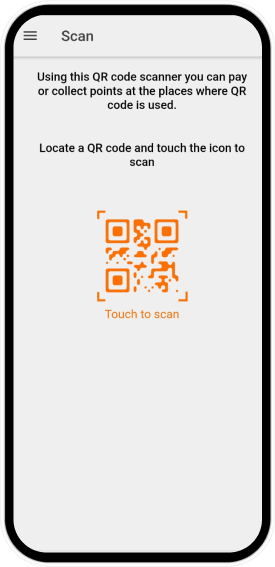 Scan
Using this QR code scanner you can pay
or collect points at the places where QR
code is used.
Locate a QR code and touch the icon to
scan
Touch to scan